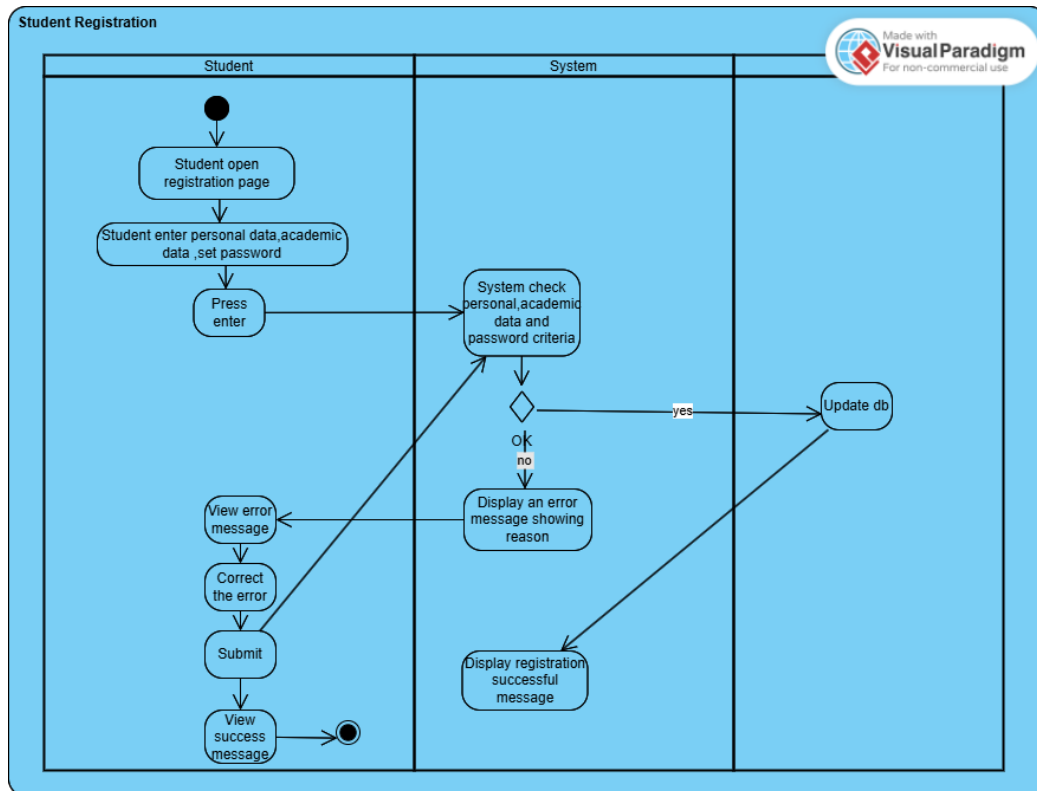 Student Registration
Made with
VisualParadigm
For non-commercial use
Student
System
Student open
registration page
Student enter personal data,academic
data ,set password
Press
enter
System check
personal,academic
data and
password criteria
yes
Update db
OK
no
Display an error
message showing
reason
View error
message
Correct
the error
Submit
Display registration
successful
message
View
success
message